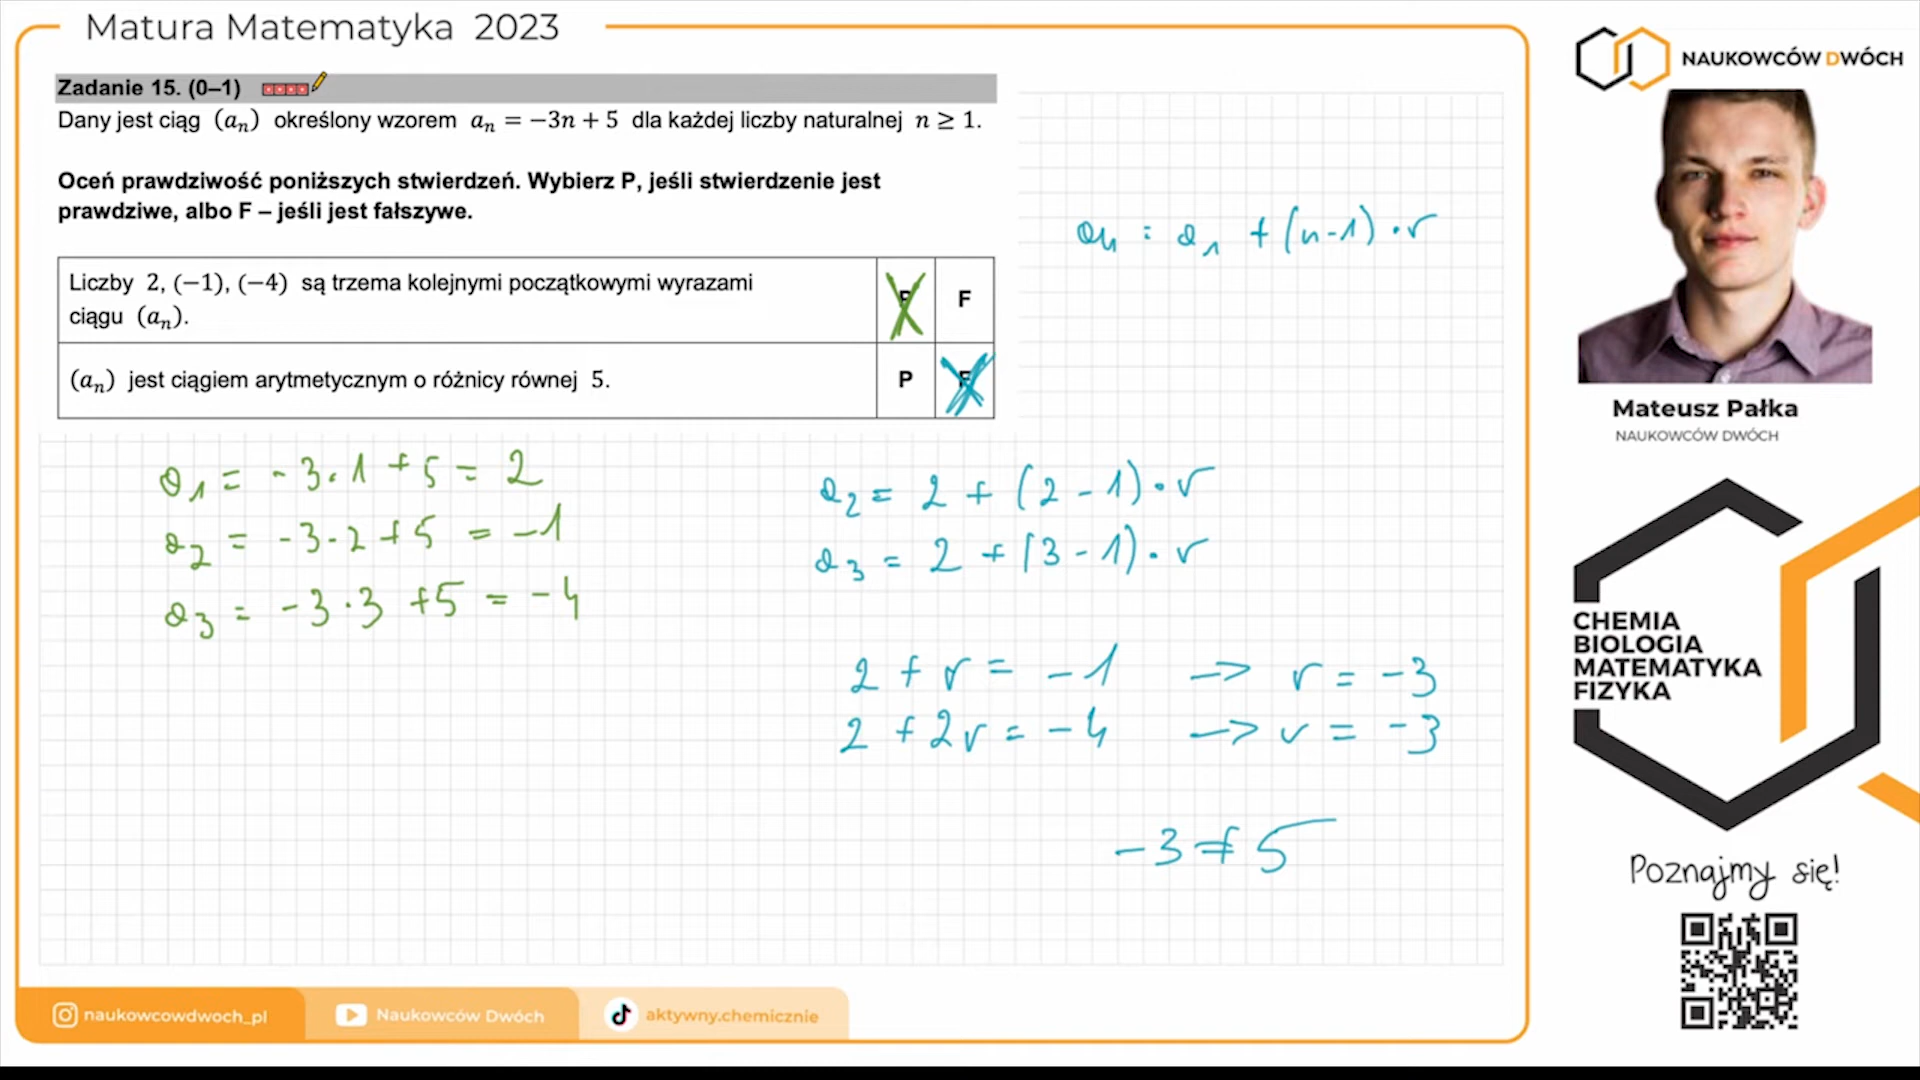 Matura Matematyka 2023
Zadanie 15. (0–1)
Dany jest ciąg (aₙ) określony wzorem aₙ = −3n + 5 dla każdej liczby naturalnej n ≥ 1.
Oceń prawdziwość poniższych stwierdzeń. Wybierz P, jeśli stwierdzenie jest
prawdziwe, albo F – jeśli jest fałszywe.
Liczby 2, (−1), (−4) są trzema kolejnymi początkowymi wyrazami
ciągu (aₙ).
P F
(aₙ) jest ciągiem arytmetycznym o różnicy równej 5.
P F
aₙ = a₁ + (n-1)·r
a₁ = -3·1 +5 = 2
a₂ = -3·2 +5 = -1
a₃ = -3·3 +5 = -4
a₂ = 2 + (2-1)·r
a₃ = 2 + (3-1)·r
2 + r = -1 -> r = -3
2 + 2r = -4 -> r = -3
-3 ≠ 5
naukowcowdwoch_pl
Naukowców Dwóch
aktywny.chemicznie
NAUKOWCÓW DWÓCH
Mateusz Pałka
NAUKOWCÓW DWÓCH
CHEMIA
BIOLOGIA
MATEMATYKA
FIZYKA
Poznajmy się!